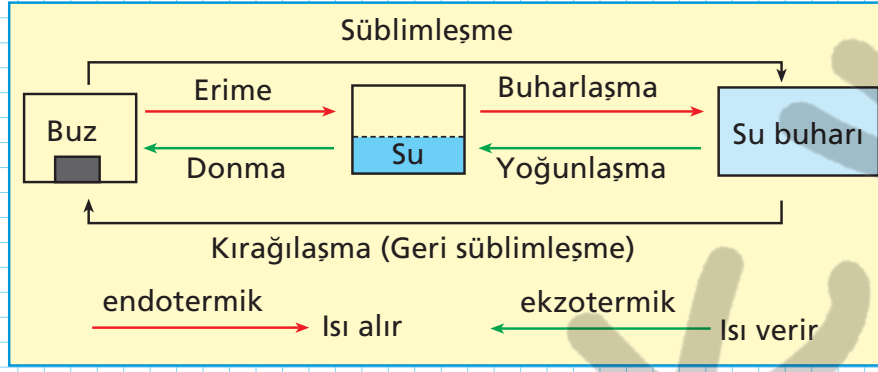 Süblimleşme
Erime
Buharlaşma
Buz
Su
Su buharı
Donma
Yoğunlaşma
Kırağılaşma (Geri süblimleşme)
endotermik
Isı alır
ekzotermik
Isı verir